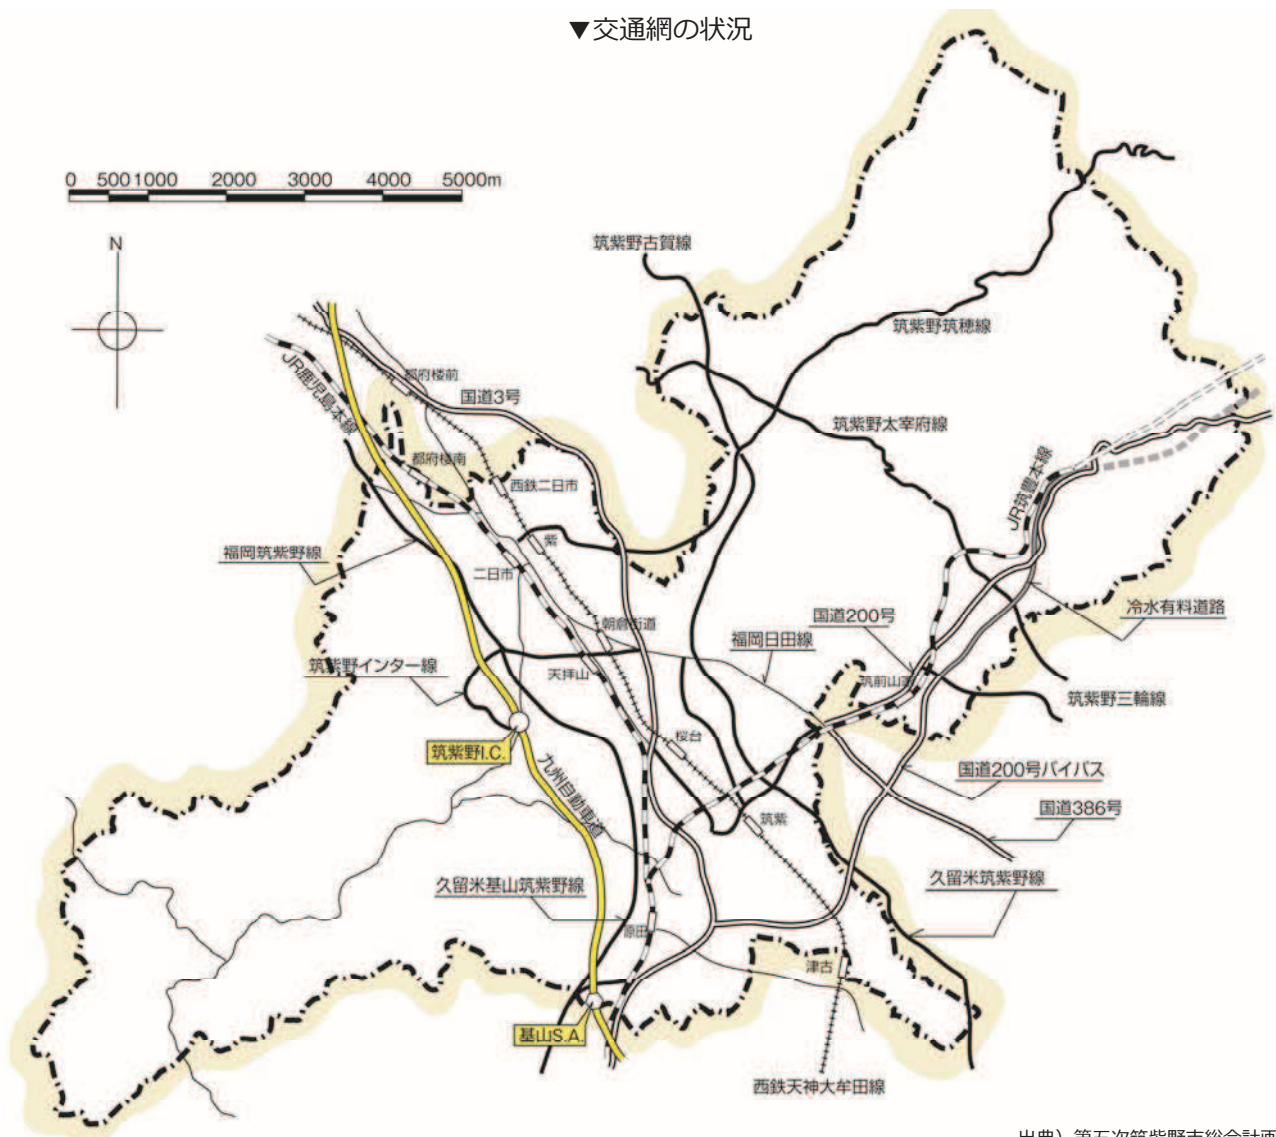 ▼交通網の状況
0 500 1000 2000 3000 4000 5000m
N
筑紫野古賀線
筑紫野筑穂線
都府楼前
国道3号
JR鹿児島本線
筑紫野太宰府線
都府楼南
西鉄二日市
JR筑豊本線
紫
福岡筑紫野線
二日市
冷水有料道路
国道200号
朝倉街道
福岡日田線
筑紫野インター線
天拝山
筑前山家
筑紫野三輪線
桜台
筑紫野I.C.
国道200号バイパス
九州自動車道
国道386号
筑紫
久留米基山筑紫野線
久留米筑紫野線
原田
津古
基山S.A.
西鉄天神大牟田線